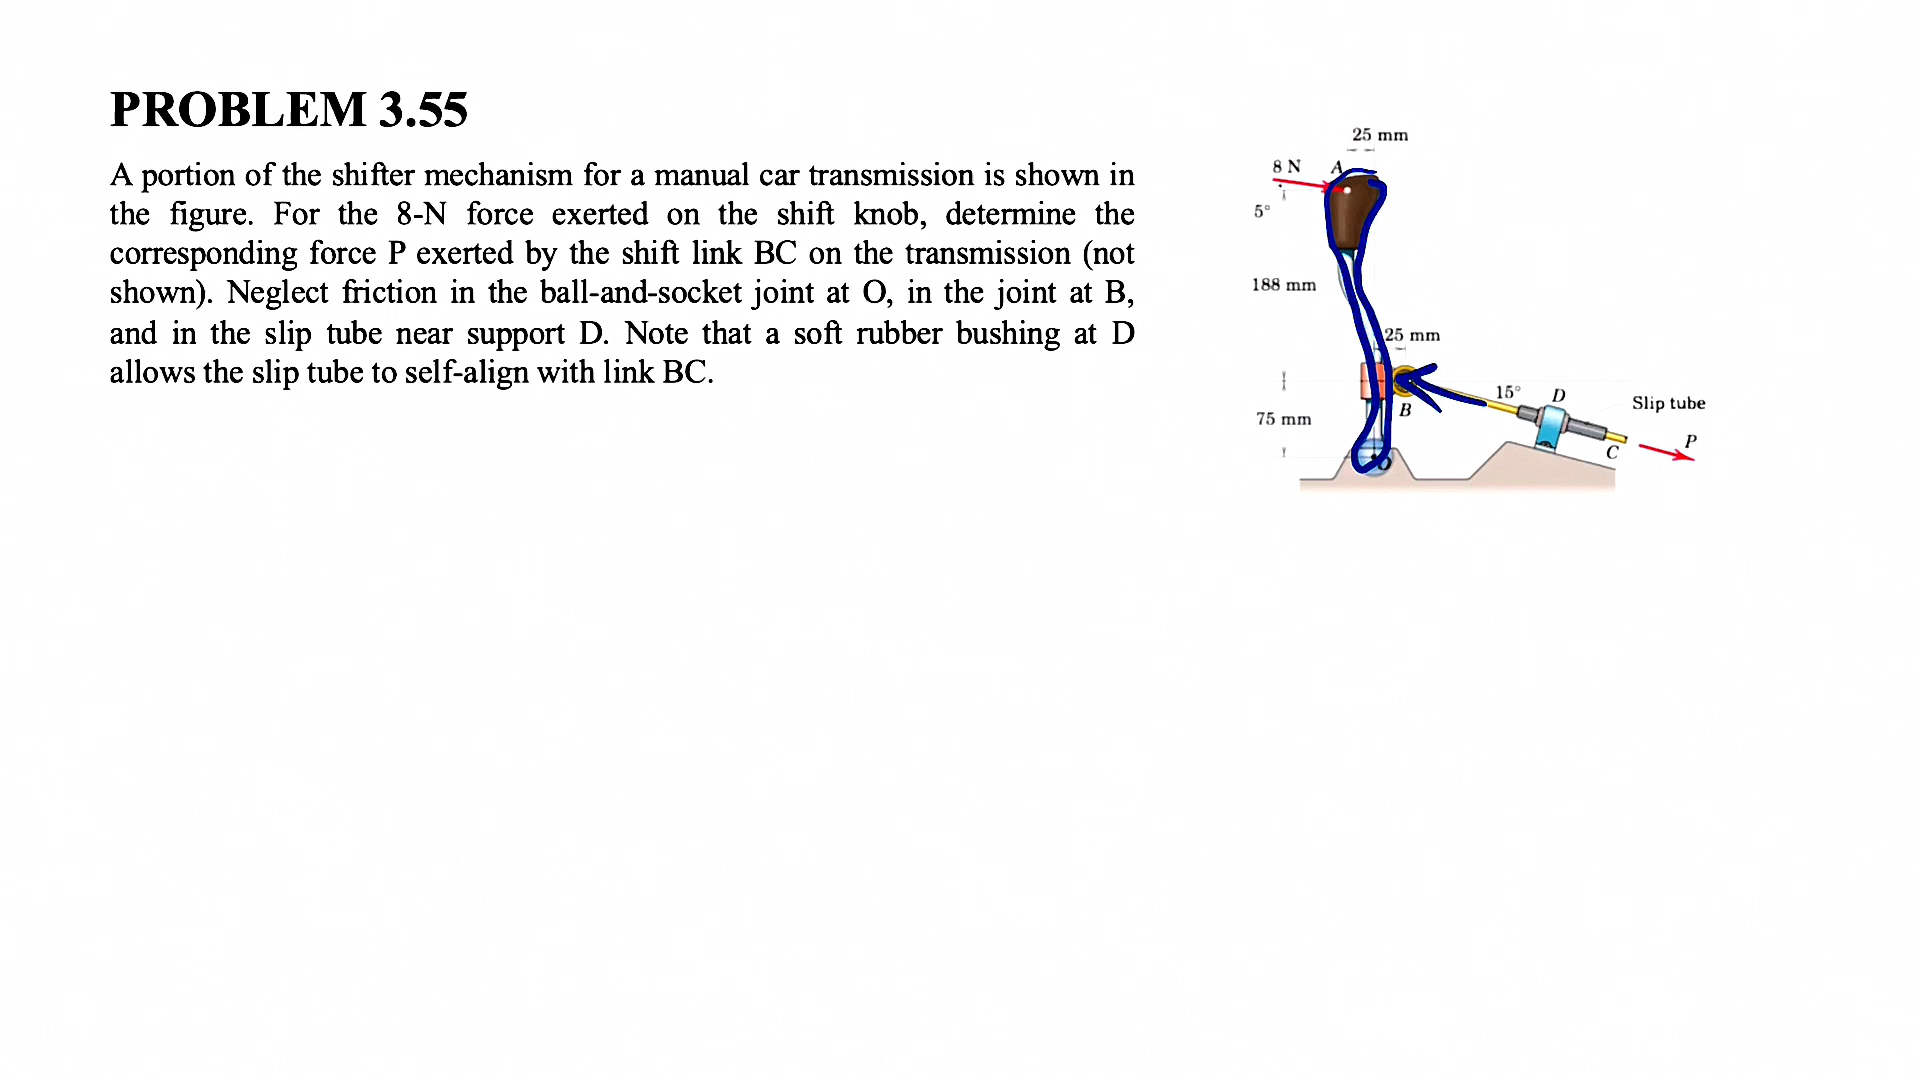 PROBLEM 3.55
A portion of the shifter mechanism for a manual car transmission is shown in
the figure. For the 8-N force exerted on the shift knob, determine the
corresponding force P exerted by the shift link BC on the transmission (not
shown). Neglect friction in the ball-and-socket joint at O, in the joint at B,
and in the slip tube near support D. Note that a soft rubber bushing at D
allows the slip tube to self-align with link BC.
25 mm
8 N
A
5°
188 mm
25 mm
15°
D
Slip tube
B
75 mm
P
C
O